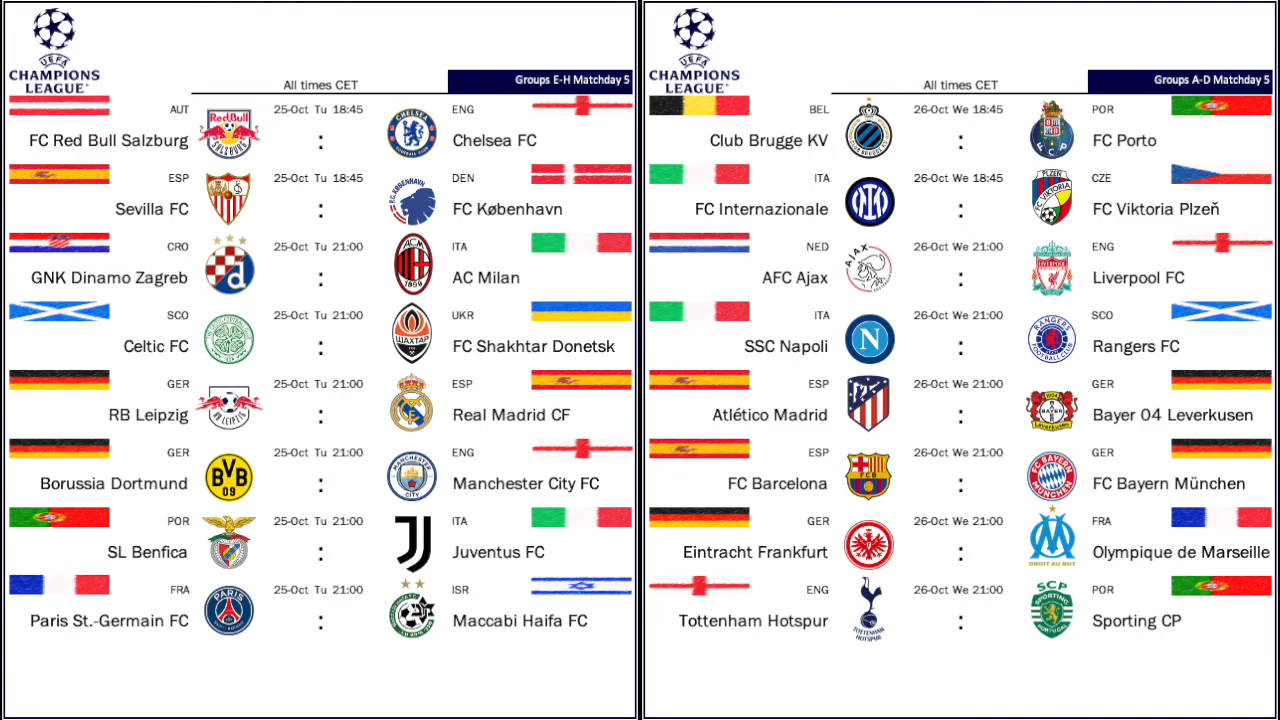 UEFA
CHAMPIONS
LEAGUE
All times CET
Groups E-H Matchday 5
AUT 25-Oct Tu 18:45 ENG
FC Red Bull Salzburg : Chelsea FC
ESP 25-Oct Tu 18:45 DEN
Sevilla FC : FC København
CRO 25-Oct Tu 21:00 ITA
GNK Dinamo Zagreb : AC Milan
SCO 25-Oct Tu 21:00 UKR
Celtic FC : FC Shakhtar Donetsk
GER 25-Oct Tu 21:00 ESP
RB Leipzig : Real Madrid CF
GER 25-Oct Tu 21:00 ENG
Borussia Dortmund : Manchester City FC
POR 25-Oct Tu 21:00 ITA
SL Benfica : Juventus FC
FRA 25-Oct Tu 21:00 ISR
Paris St.-Germain FC : Maccabi Haifa FC
UEFA
CHAMPIONS
LEAGUE
All times CET
Groups A-D Matchday 5
BEL 26-Oct We 18:45 POR
Club Brugge KV : FC Porto
ITA 26-Oct We 18:45 CZE
FC Internazionale : FC Viktoria Plzeň
NED 26-Oct We 21:00 ENG
AFC Ajax : Liverpool FC
ITA 26-Oct We 21:00 SCO
SSC Napoli : Rangers FC
ESP 26-Oct We 21:00 GER
Atlético Madrid : Bayer 04 Leverkusen
ESP 26-Oct We 21:00 GER
FC Barcelona : FC Bayern München
GER 26-Oct We 21:00 FRA
Eintracht Frankfurt : Olympique de Marseille
ENG 26-Oct We 21:00 POR
Tottenham Hotspur : Sporting CP